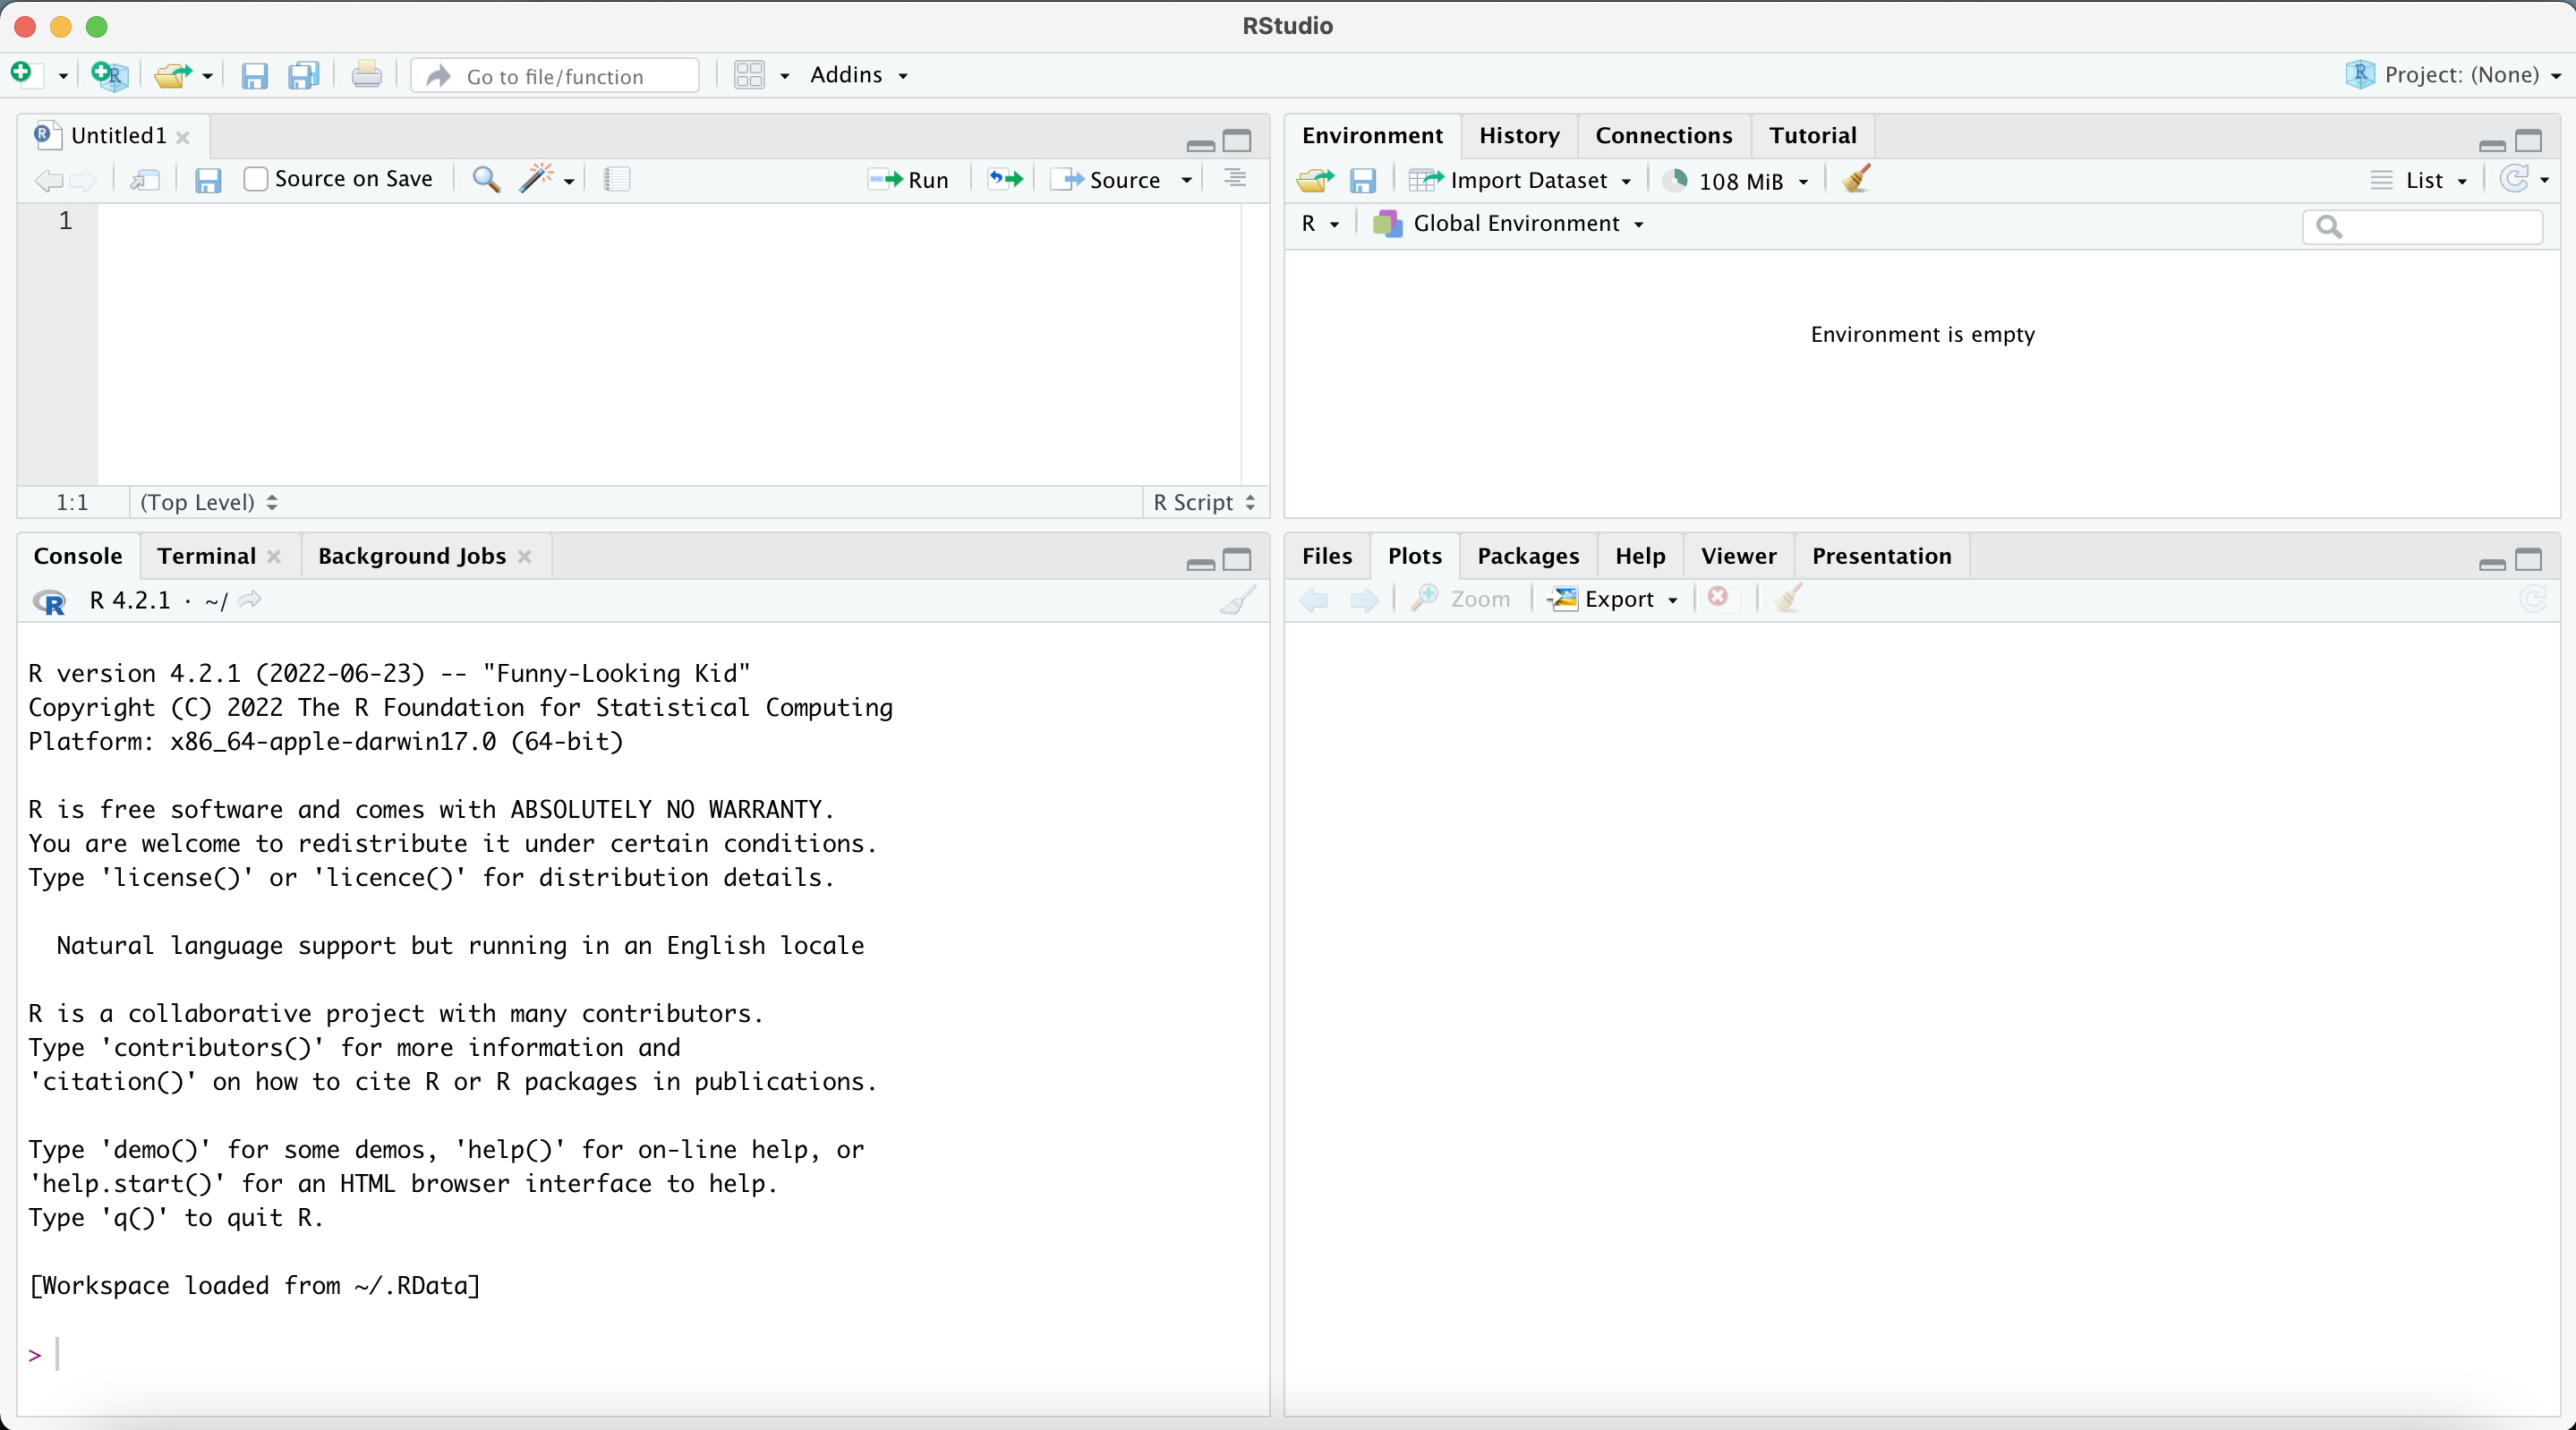 RStudio
Go to file/function
Addins
Project: (None)
Untitled1
Source on Save
Run
Source
1
1:1
(Top Level)
R Script
Environment
History
Connections
Tutorial
Import Dataset
108 MiB
List
R
Global Environment
Environment is empty
Console
Terminal
Background Jobs
R 4.2.1 · ~/
R version 4.2.1 (2022-06-23) -- "Funny-Looking Kid"
Copyright (C) 2022 The R Foundation for Statistical Computing
Platform: x86_64-apple-darwin17.0 (64-bit)
R is free software and comes with ABSOLUTELY NO WARRANTY.
You are welcome to redistribute it under certain conditions.
Type 'license()' or 'licence()' for distribution details.
Natural language support but running in an English locale
R is a collaborative project with many contributors.
Type 'contributors()' for more information and
'citation()' on how to cite R or R packages in publications.
Type 'demo()' for some demos, 'help()' for on-line help, or
'help.start()' for an HTML browser interface to help.
Type 'q()' to quit R.
[Workspace loaded from ~/.RData]
>
Files
Plots
Packages
Help
Viewer
Presentation
Zoom
Export